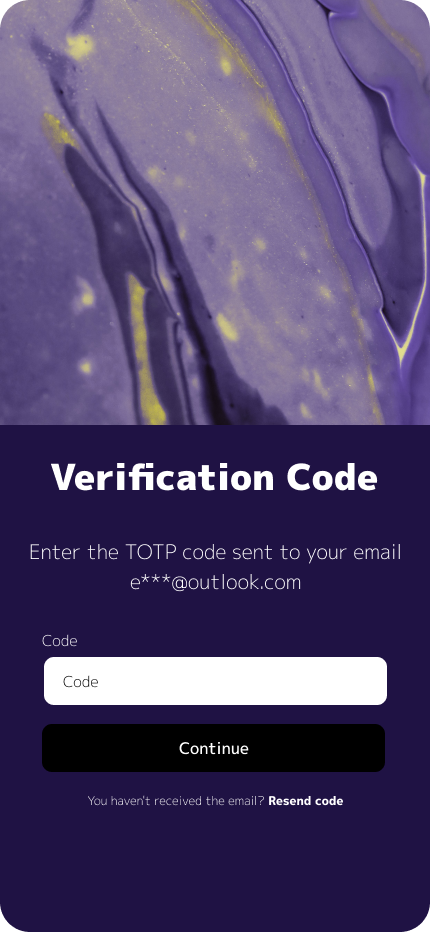 Verification Code
Enter the TOTP code sent to your email
e***@outlook.com
Code
Code
Continue
You haven't received the email? Resend code